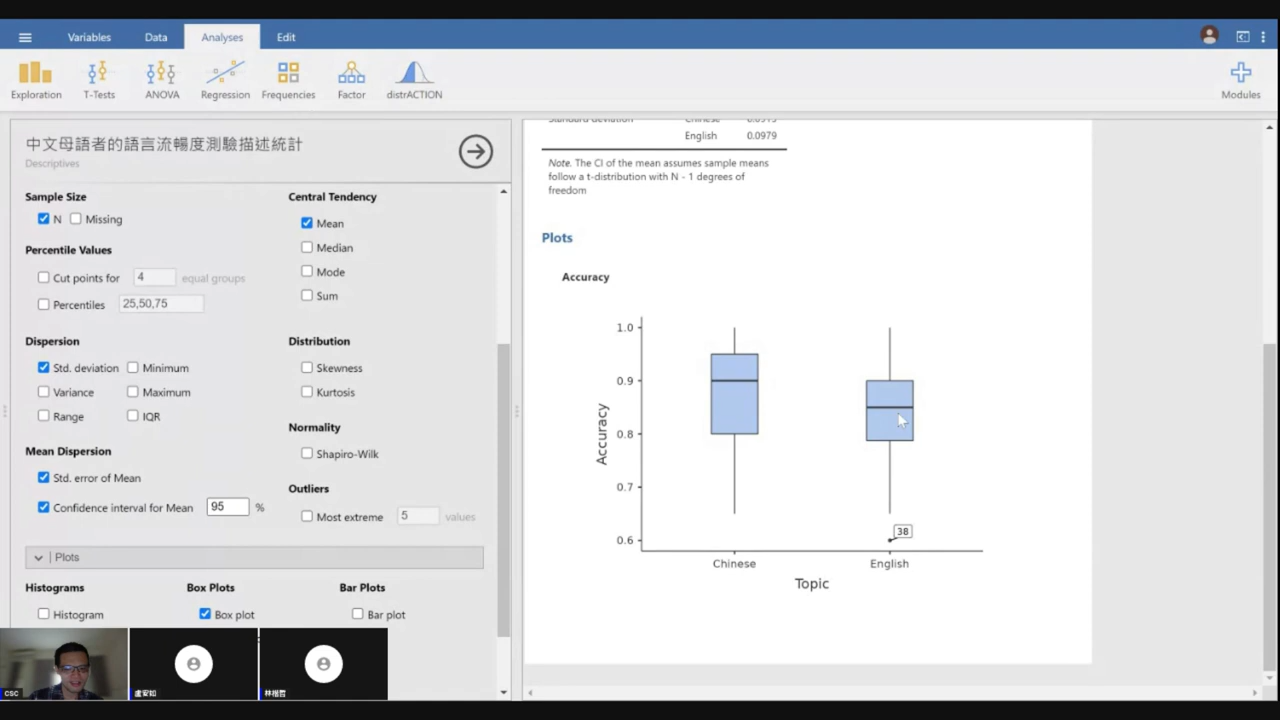 Variables Data Analyses Edit
Exploration T-Tests ANOVA Regression Frequencies Factor distrACTION Modules
中文母語者的語言流暢度測驗描述統計
Descriptives
Sample Size
N Missing
Percentile Values
Cut points for 4 equal groups
Percentiles 25,50,75
Dispersion
Std. deviation Minimum
Variance Maximum
Range IQR
Mean Dispersion
Std. error of Mean
Confidence interval for Mean 95 %
Central Tendency
Mean
Median
Mode
Sum
Distribution
Skewness
Kurtosis
Normality
Shapiro-Wilk
Outliers
Most extreme 5 values
| Plots
Histograms Box Plots Bar Plots
Histogram Box plot Bar plot
Standard deviation Chinese
English 0.0979
Note. The CI of the mean assumes sample means
follow a t-distribution with N - 1 degrees of
freedom
Plots
Accuracy
1.0
0.9
0.8
0.7
0.6
Accuracy
38
Chinese English
Topic
csc